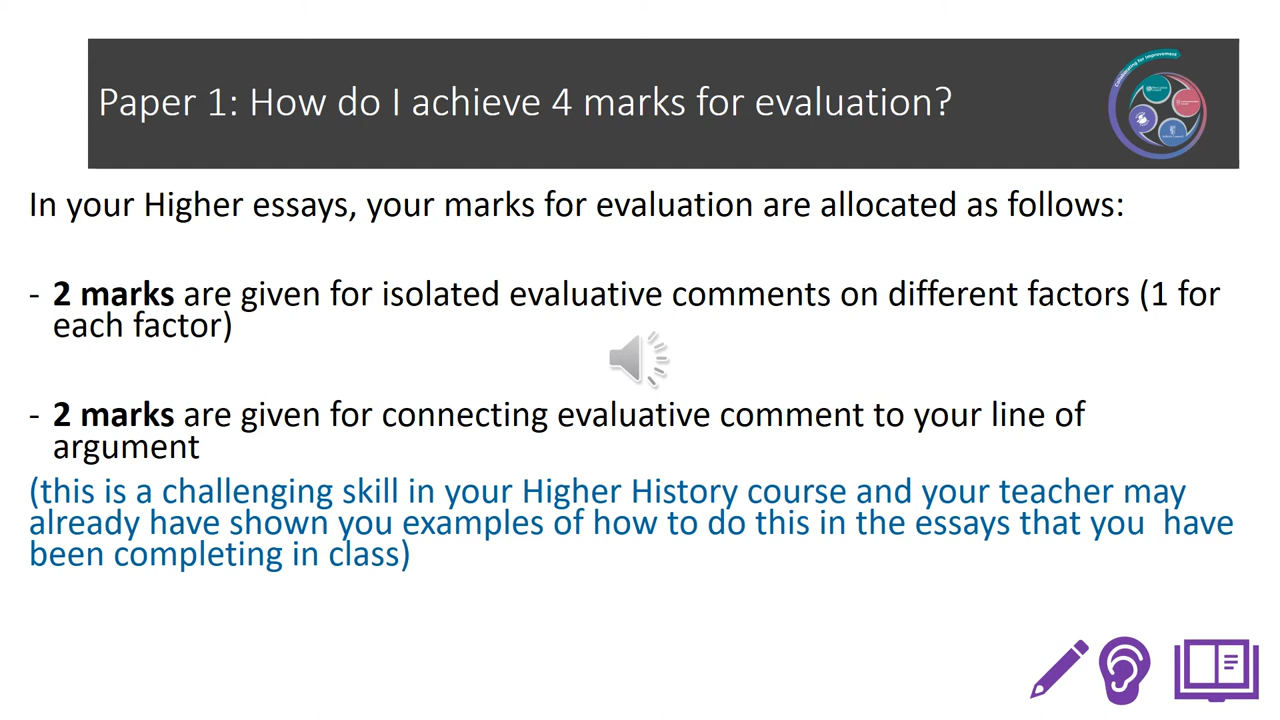 Paper 1: How do I achieve 4 marks for evaluation?
Collaborating for Improvement
In your Higher essays, your marks for evaluation are allocated as follows:
- 2 marks are given for isolated evaluative comments on different factors (1 for
each factor)
- 2 marks are given for connecting evaluative comment to your line of
argument
(this is a challenging skill in your Higher History course and your teacher may
already have shown you examples of how to do this in the essays that you  have
been completing in class)